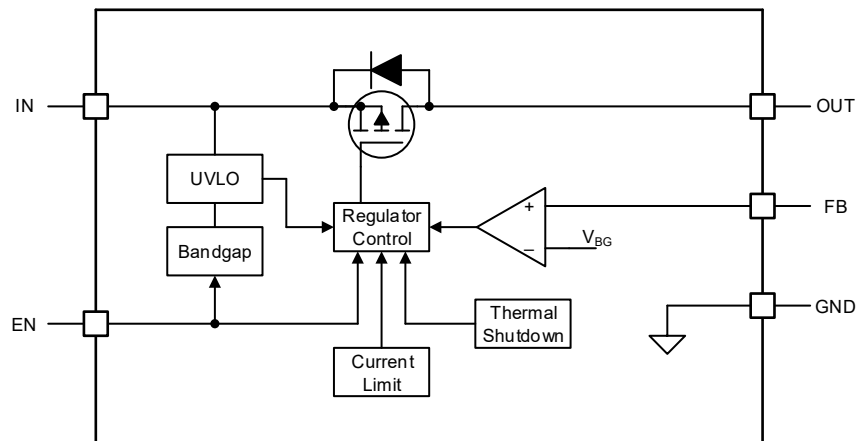 IN
OUT
UVLO
Regulator
Control
+
−
V_BG
FB
Bandgap
EN
Thermal
Shutdown
GND
Current
Limit